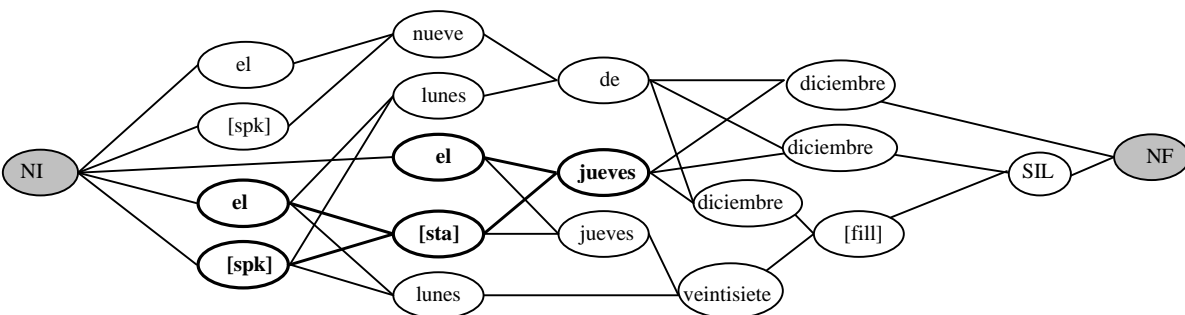 NI
el
[spk]
el
[spk]
nueve
lunes
el
[sta]
lunes
de
jueves
jueves
diciembre
diciembre
diciembre
veintisiete
[fill]
SIL
NF